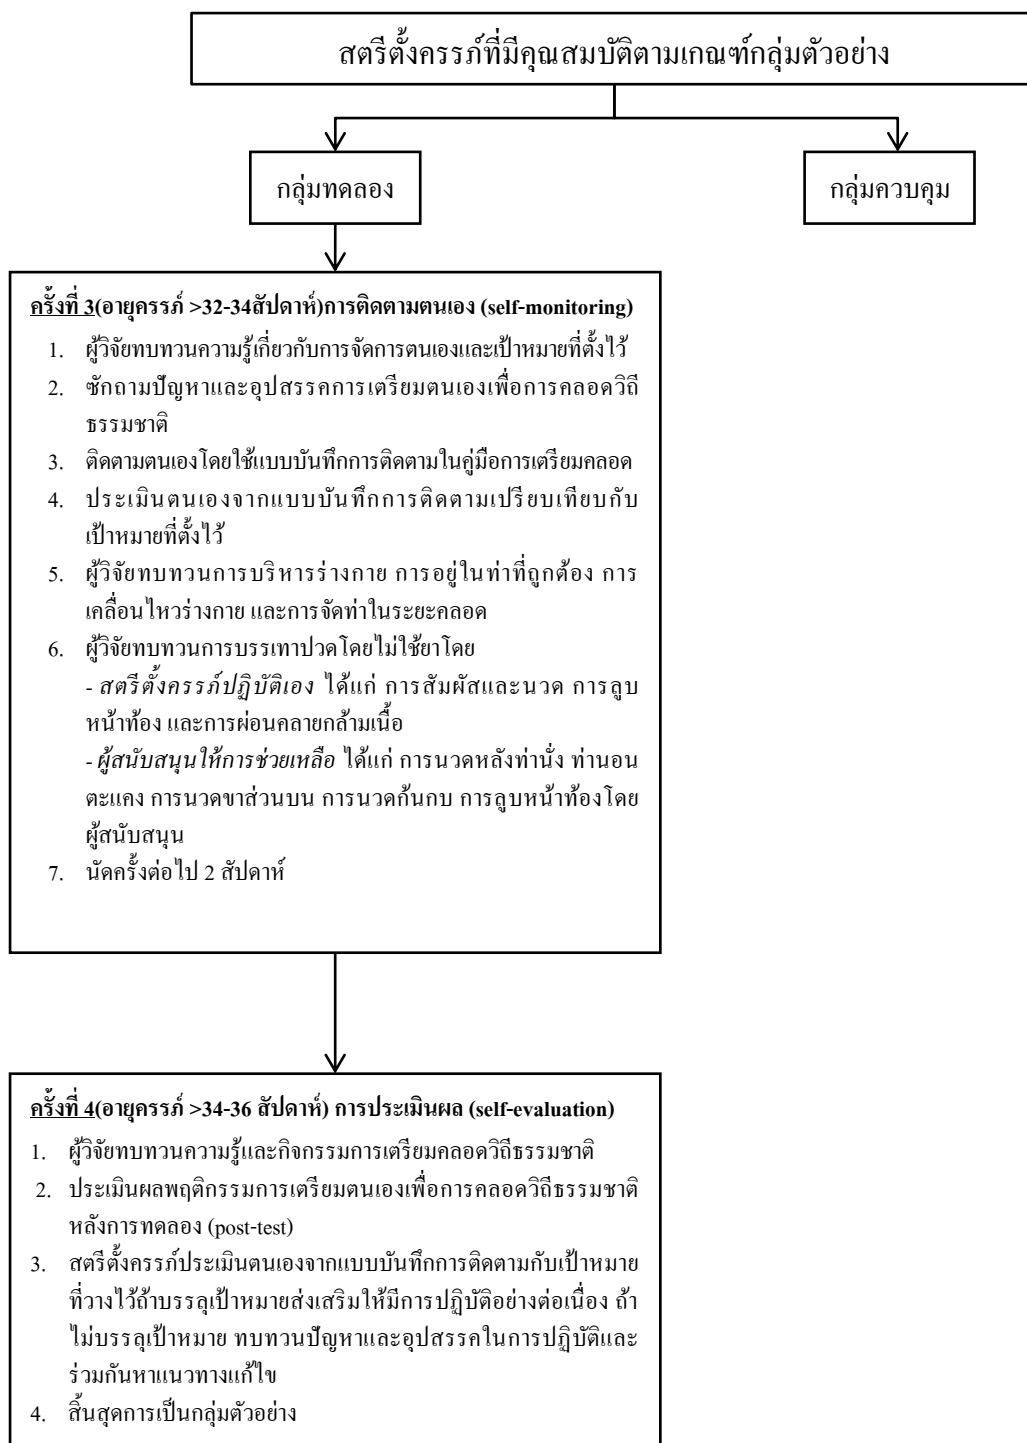 สตรีตั้งครรภ์ที่มีคุณสมบัติตามเกณฑ์กลุ่มตัวอย่าง
กลุ่มทดลอง
กลุ่มควบคุม
ครั้งที่ 3(อายุครรภ์ >32-34สัปดาห์)การติดตามตนเอง (self-monitoring)
1. ผู้วิจัยทบทวนความรู้เกี่ยวกับการจัดการตนเองและเป้าหมายที่ตั้งไว้
2. ซักถามปัญหาและอุปสรรคการเตรียมตนเองเพื่อการคลอดวิถี
ธรรมชาติ
3. ติดตามตนเองโดยใช้แบบบันทึกการติดตามในคู่มือการเตรียมคลอด
4. ประเมินตนเองจากแบบบันทึกการติดตามเปรียบเทียบกับ
เป้าหมายที่ตั้งไว้
5. ผู้วิจัยทบทวนการบริหารร่างกาย การอยู่ในท่าที่ถูกต้อง การ
เคลื่อนไหวร่างกาย และการจัดท่าในระยะคลอด
6. ผู้วิจัยทบทวนการบรรเทาปวดโดยไม่ใช้ยาโดย
- สตรีตั้งครรภ์ปฏิบัติเอง ได้แก่ การสัมผัสและนวด การลูบ
หน้าท้อง และการผ่อนคลายกล้ามเนื้อ
- ผู้สนับสนุนให้การช่วยเหลือ ได้แก่ การนวดหลังท่านั่ง ท่านอน
ตะแคง การนวดขาส่วนบน การนวดก้นกบ การลูบหน้าท้องโดย
ผู้สนับสนุน
7. นัดครั้งต่อไป 2 สัปดาห์
ครั้งที่ 4(อายุครรภ์ >34-36 สัปดาห์) การประเมินผล (self-evaluation)
1. ผู้วิจัยทบทวนความรู้และกิจกรรมการเตรียมคลอดวิถีธรรมชาติ
2. ประเมินผลพฤติกรรมการเตรียมตนเองเพื่อการคลอดวิถีธรรมชาติ
หลังการทดลอง (post-test)
3. สตรีตั้งครรภ์ประเมินตนเองจากแบบบันทึกการติดตามกับเป้าหมาย
ที่วางไว้ถ้าบรรลุเป้าหมายส่งเสริมให้มีการปฏิบัติอย่างต่อเนื่อง ถ้า
ไม่บรรลุเป้าหมาย ทบทวนปัญหาและอุปสรรคในการปฏิบัติและ
ร่วมกันหาแนวทางแก้ไข
4. สิ้นสุดการเป็นกลุ่มตัวอย่าง